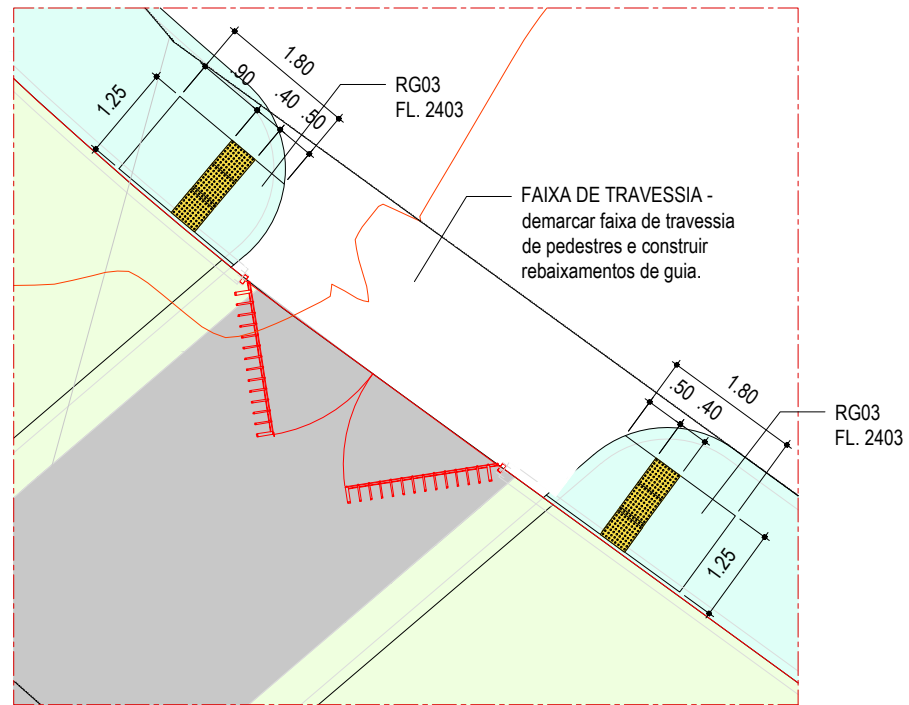 1.80
.90
.40 .50
1.25
RG03
FL. 2403
FAIXA DE TRAVESSIA -
demarcar faixa de travessia
de pedestres e construir
rebaixamentos de guia.
1.80
.50 .40
RG03
FL. 2403
1.25